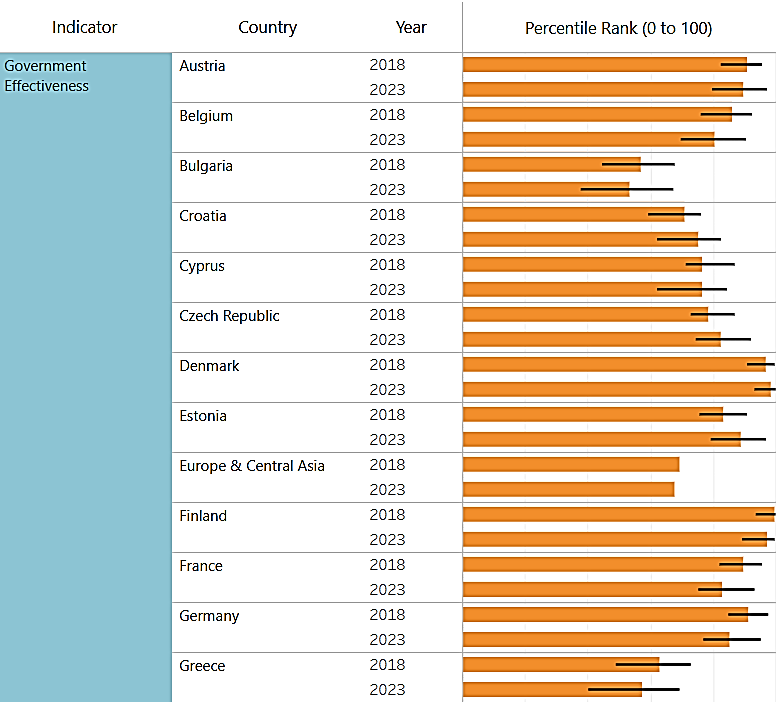 Indicator Country Year Percentile Rank (0 to 100)
Government Effectiveness Austria 2018
2023
Belgium 2018
2023
Bulgaria 2018
2023
Croatia 2018
2023
Cyprus 2018
2023
Czech Republic 2018
2023
Denmark 2018
2023
Estonia 2018
2023
Europe & Central Asia 2018
2023
Finland 2018
2023
France 2018
2023
Germany 2018
2023
Greece 2018
2023